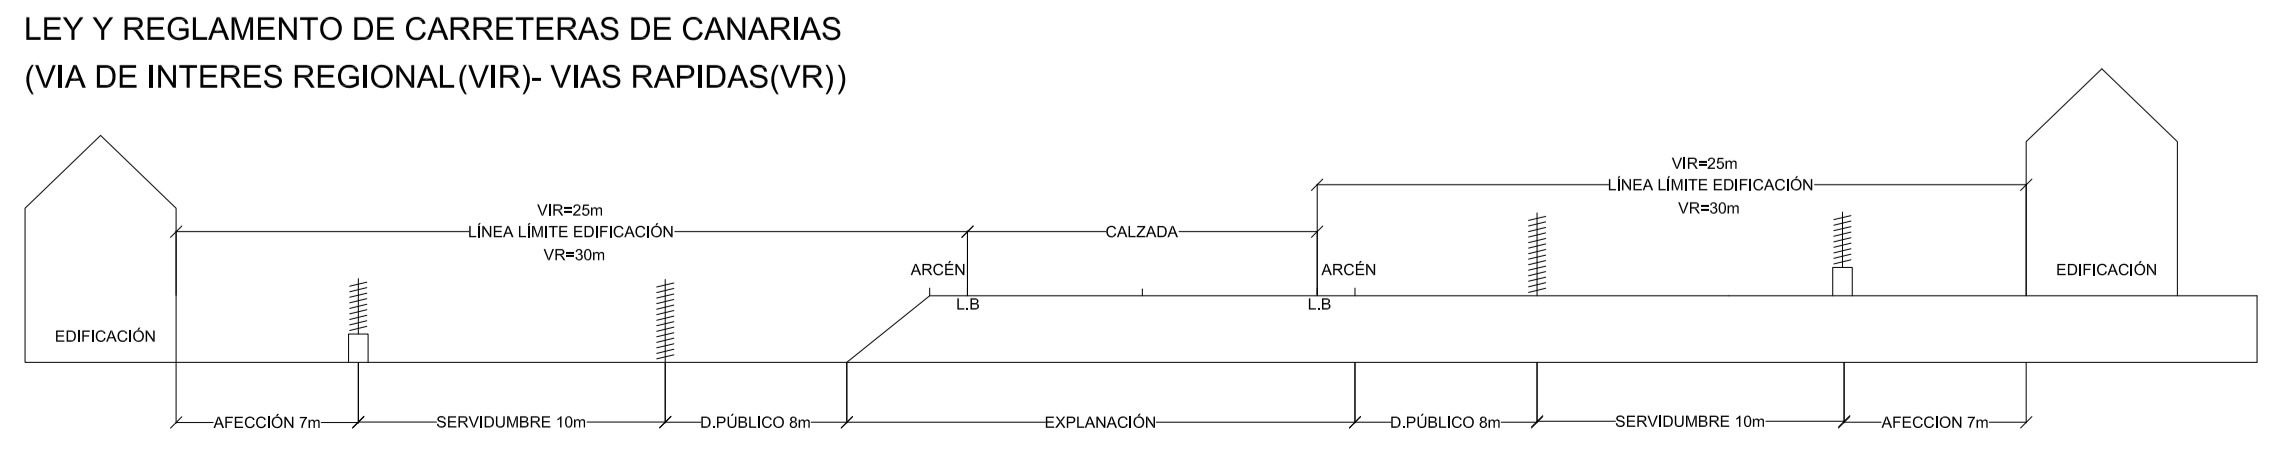 LEY Y REGLAMENTO DE CARRETERAS DE CANARIAS
(VIA DE INTERES REGIONAL(VIR)- VIAS RAPIDAS(VR))
VIR=25m
LÍNEA LÍMITE EDIFICACIÓN
VR=30m
VIR=25m
LÍNEA LÍMITE EDIFICACIÓN
VR=30m
CALZADA
ARCÉN
ARCÉN
EDIFICACIÓN
L.B
L.B
EDIFICACIÓN
AFECCIÓN 7m
SERVIDUMBRE 10m
D.PÚBLICO 8m
EXPLANACIÓN
D.PÚBLICO 8m
SERVIDUMBRE 10m
AFECCION 7m